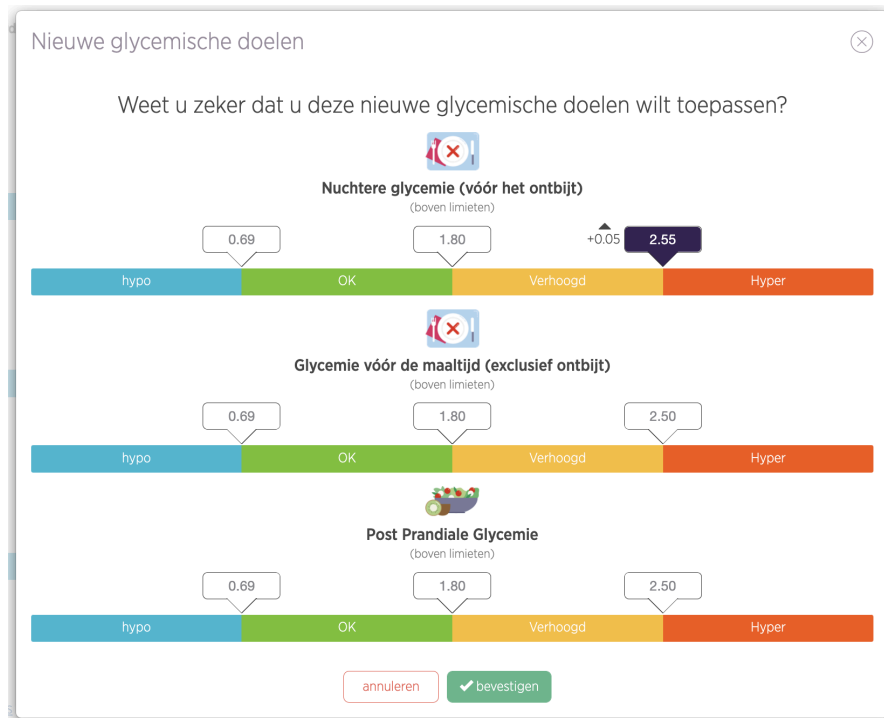 Nieuwe glycemische doelen
Weet u zeker dat u deze nieuwe glycemische doelen wilt toepassen?
Nuchtere glycemie (vóór het ontbijt)
(boven limieten)
0.69 1.80 +0.05 2.55
hypo OK Verhoogd Hyper
Glycemie vóór de maaltijd (exclusief ontbijt)
(boven limieten)
0.69 1.80 2.50
hypo OK Verhoogd Hyper
Post Prandiale Glycemie
(boven limieten)
0.69 1.80 2.50
hypo OK Verhoogd Hyper
annuleren bevestigen